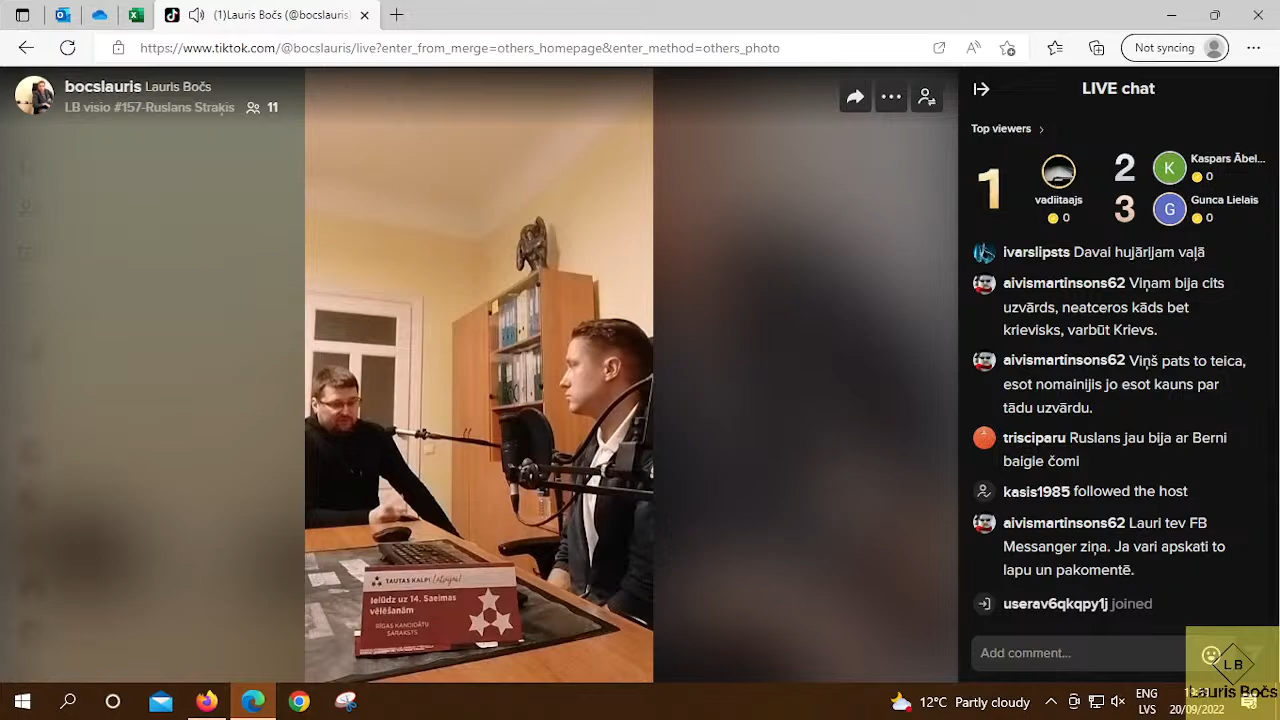 (1)Lauris Bočs (@bocslauris
https://www.tiktok.com/@bocslauris/live?enter_from_merge=others_homepage&enter_method=others_photo
Not syncing
bocslauris Lauris Bočs
LB visio #157-Ruslans Straķis 11
TAUTAS KALPI Latvijai
Ielūdz uz 14. Saeimas
vēlēšanām
RĪGAS KANDIDĀTU
SARAKSTS
LIVE chat
Top viewers
1
vadiitaajs
0
2
K
Kaspars Ābel...
0
3
G
Gunca Lielais
0
ivarslipsts Davai hujārijam vaļā
aivismartinsons62 Viņam bija cits
uzvārds, neatceros kāds bet
krievisks, varbūt Krievs.
aivismartinsons62 Viņš pats to teica,
esot nomainijis jo esot kauns par
tādu uzvārdu.
trisciparu Ruslans jau bija ar Berni
baigie čomi
kasis1985 followed the host
aivismartinsons62 Lauri tev FB
Messanger ziņa. Ja vari apskati to
lapu un pakomentē.
userav6qkqpy1j joined
Add comment...
LB
Lauris Bočs
12°C Partly cloudy
ENG
LVS
20/09/2022